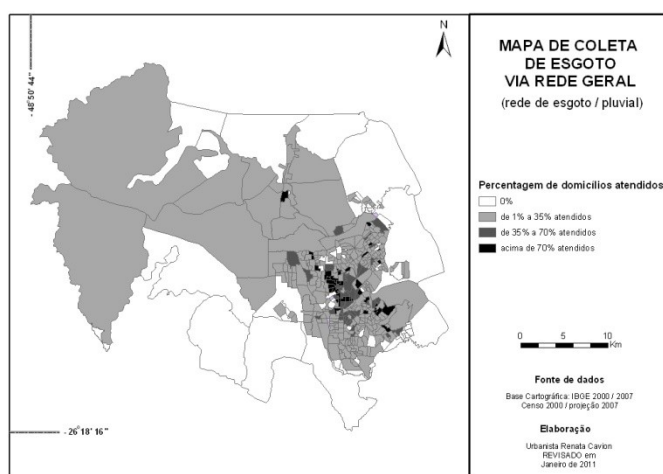 - 48° 50' 44"
N
- 26° 18' 16"
MAPA DE COLETA
DE ESGOTO
VIA REDE GERAL
(rede de esgoto / pluvial)
Percentagem de domicílios atendidos
0%
de 1% a 35% atendidos
de 35% a 70% atendidos
acima de 70% atendidos
0 5 10
Km
Fonte de dados
Base Cartográfica: IBGE 2000 / 2007
Censo 2000 / projeção 2007
Elaboração
Urbanista Renata Cavion
REVISADO em
Janeiro de 2011